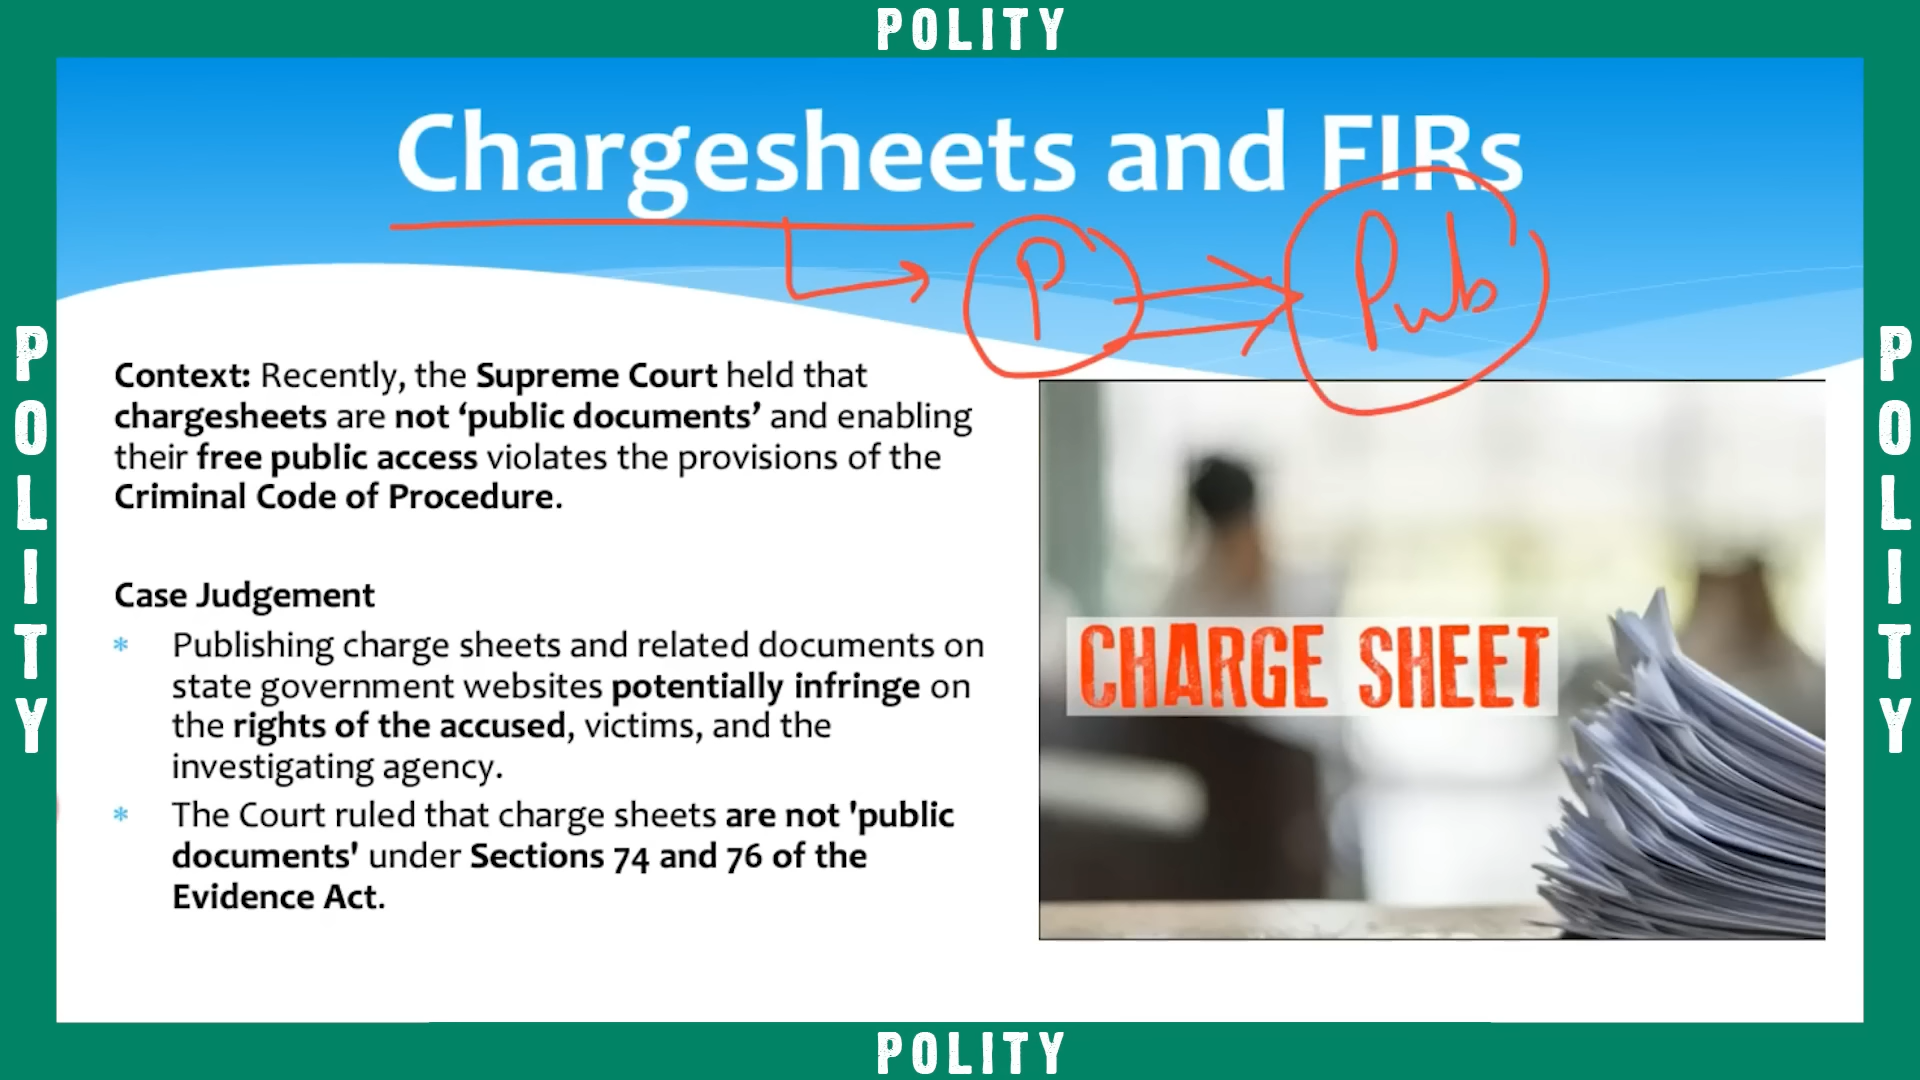 POLITY
Chargesheets and FIRs
P
Pub
POLITY
POLITY
Context: Recently, the Supreme Court held that
chargesheets are not ‘public documents’ and enabling
their free public access violates the provisions of the
Criminal Code of Procedure.
Case Judgement
* Publishing charge sheets and related documents on
state government websites potentially infringe on
the rights of the accused, victims, and the
investigating agency.
* The Court ruled that charge sheets are not 'public
documents' under Sections 74 and 76 of the
Evidence Act.
CHARGE SHEET
POLITY